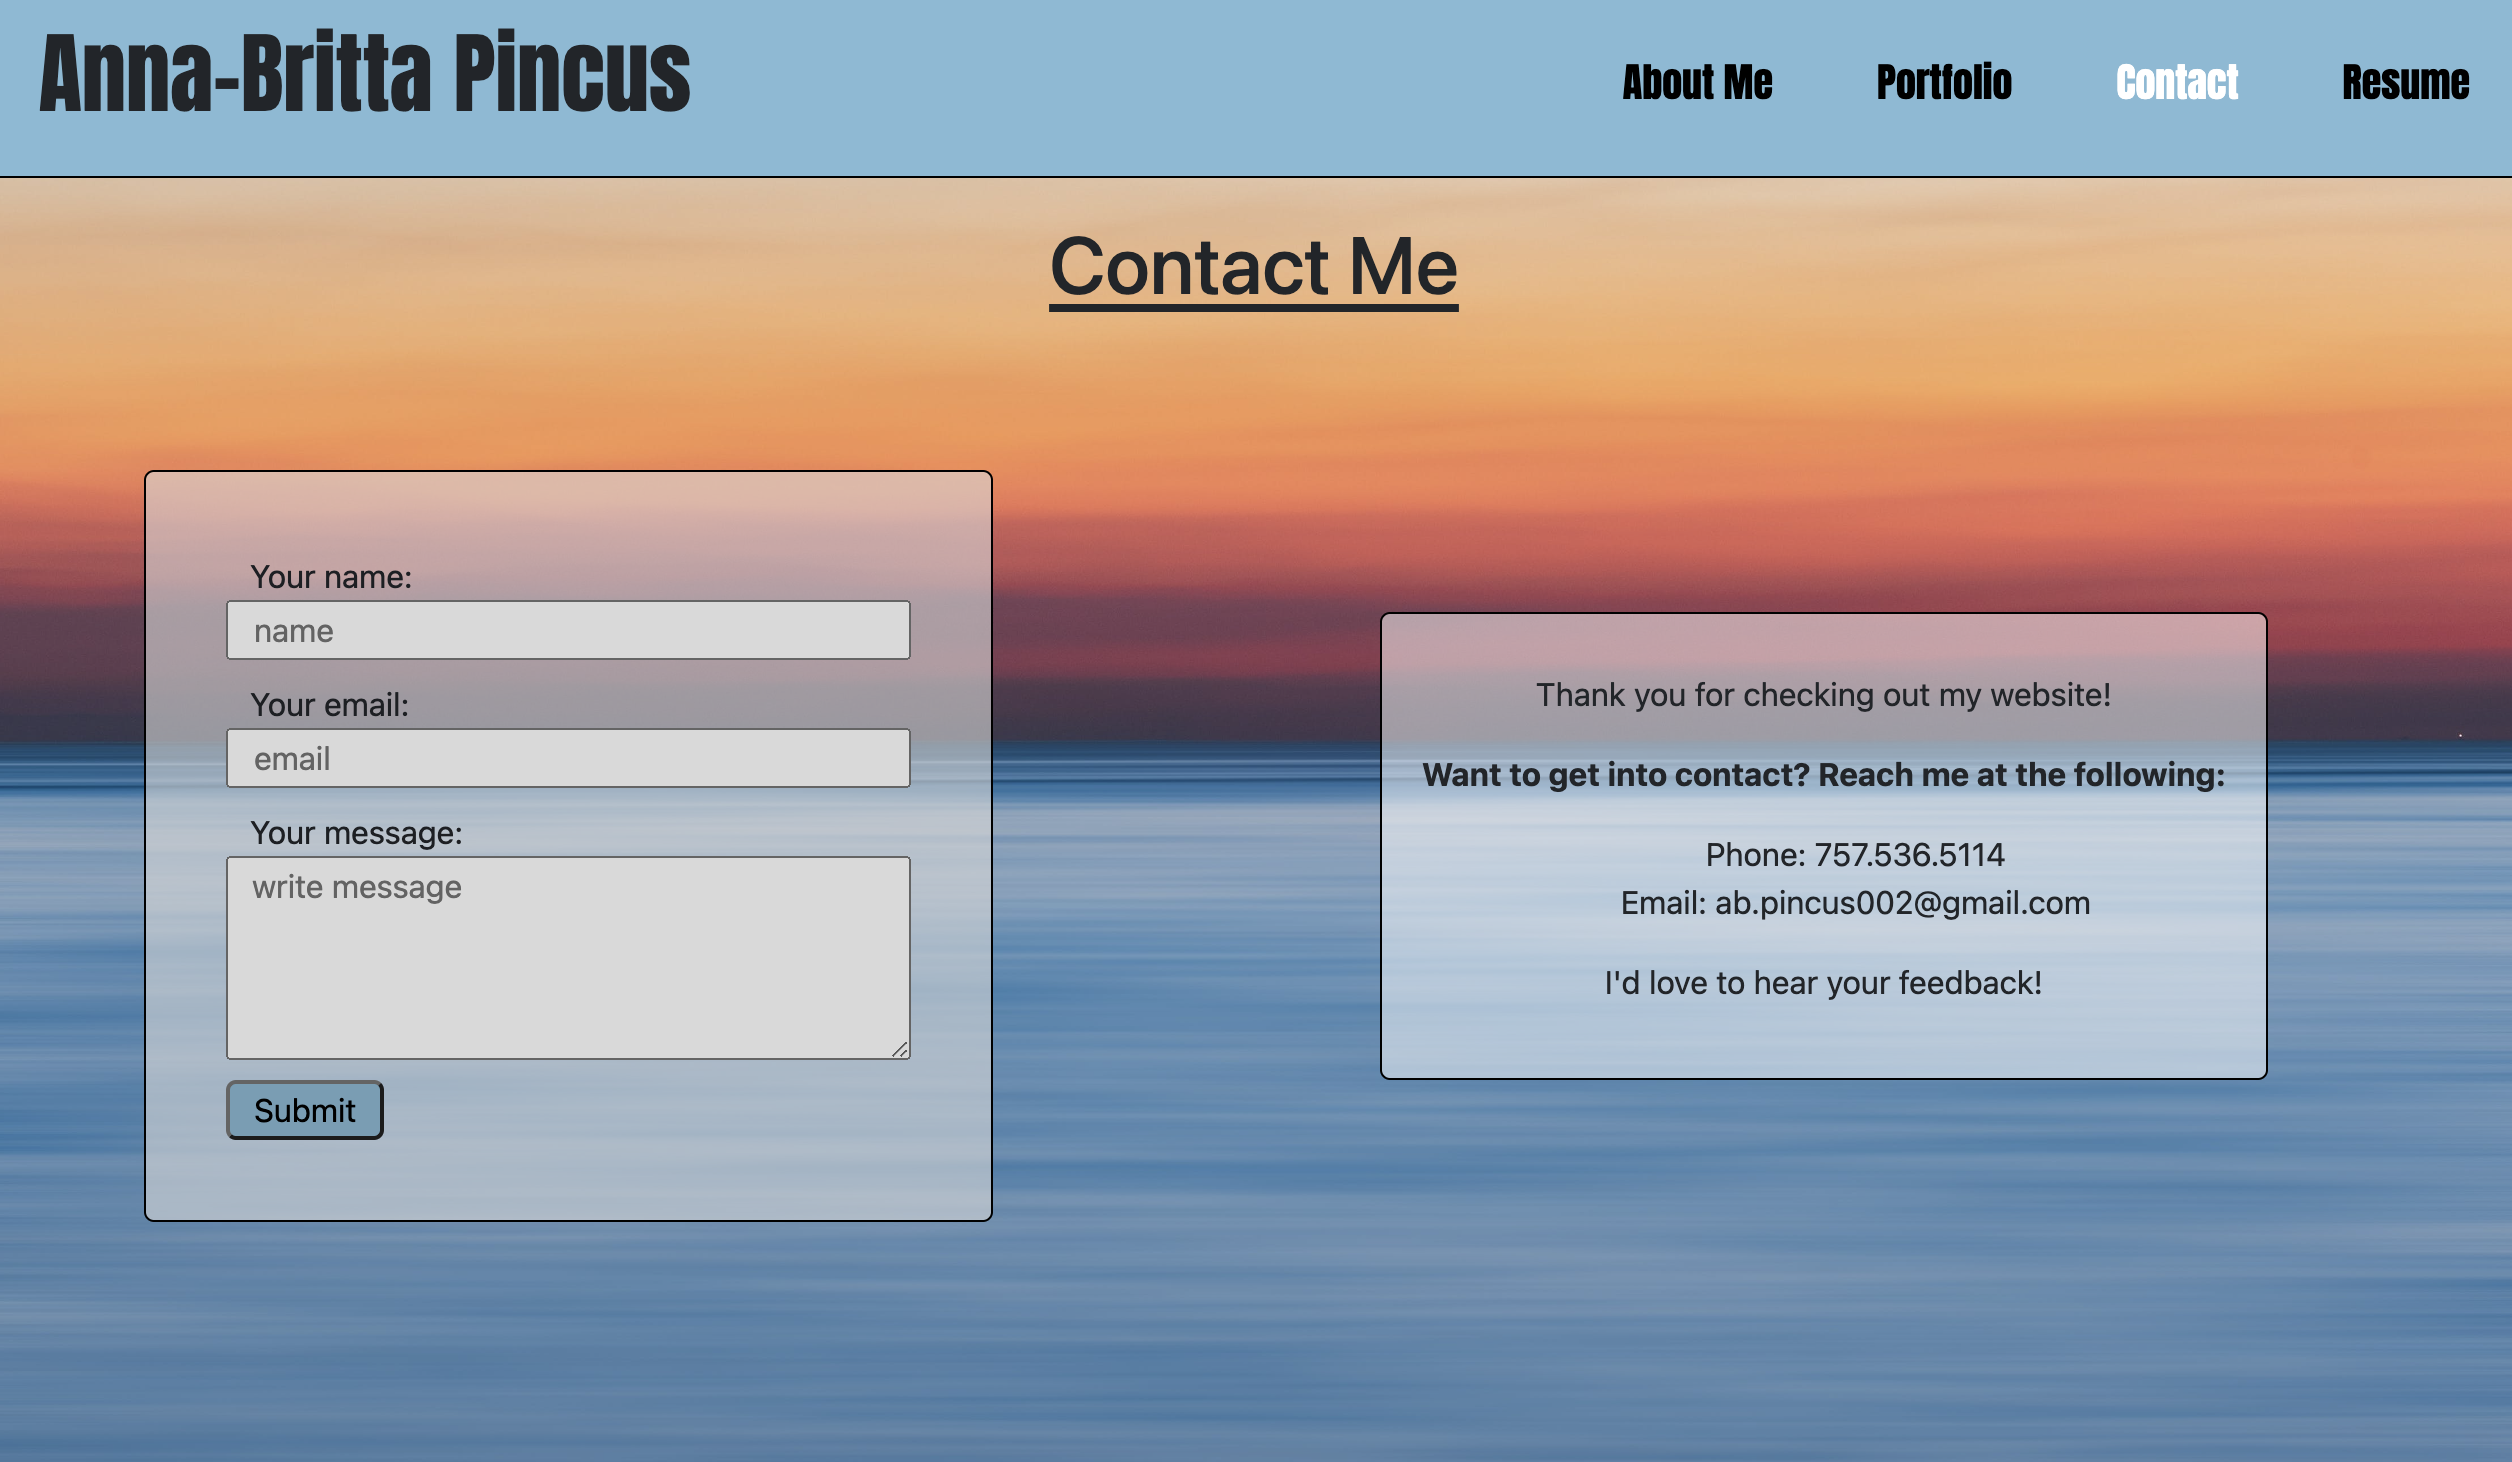 Anna-Britta Pincus
About Me
Portfolio
Contact
Resume
Contact Me
Your name:
name
Your email:
email
Your message:
write message
Submit
Thank you for checking out my website!
Want to get into contact? Reach me at the following:
Phone: 757.536.5114
Email: ab.pincus002@gmail.com
I'd love to hear your feedback!